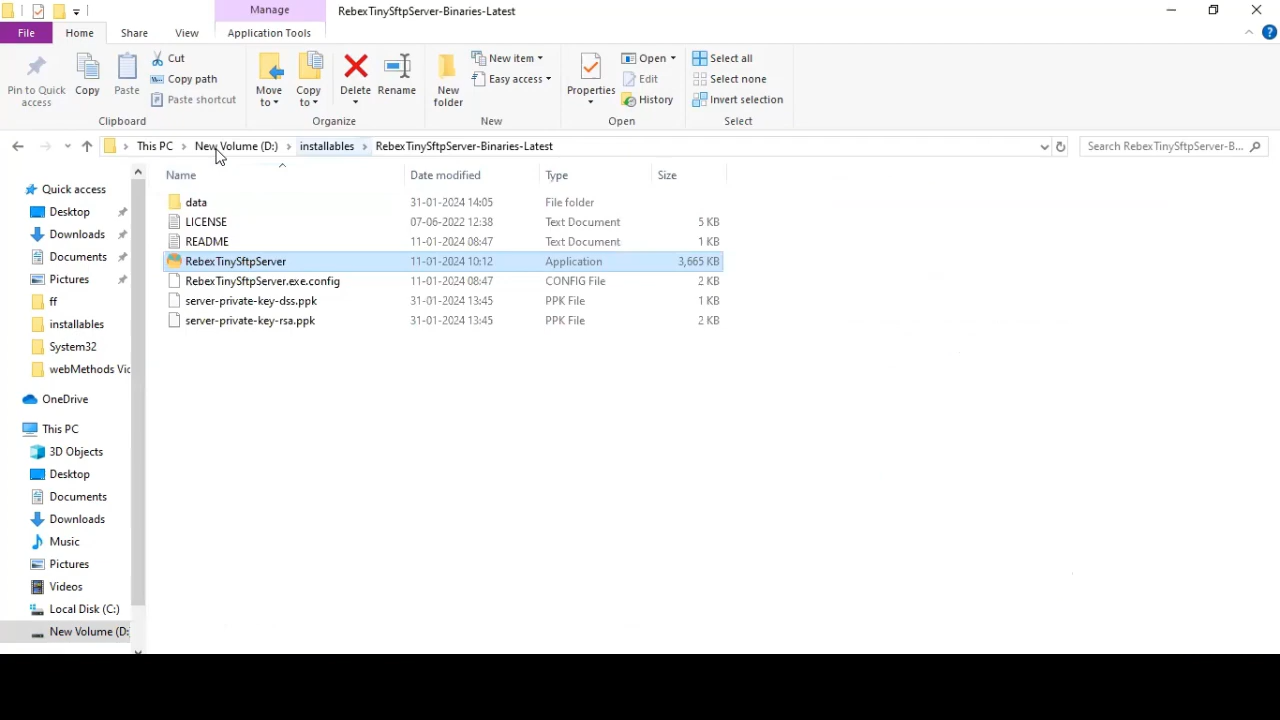 Manage
RebexTinySftpServer-Binaries-Latest
File
Home
Share
View
Application Tools
Pin to Quick
access
Copy
Paste
Cut
Copy path
Paste shortcut
Clipboard
Move
to
Copy
to
Delete
Rename
Organize
New
folder
New item
Easy access
New
Properties
Open
Edit
History
Open
Select all
Select none
Invert selection
Select
This PC
New Volume (D:)
installables
RebexTinySftpServer-Binaries-Latest
Search RebexTinySftpServer-B...
Name
Date modified
Type
Size
data 31-01-2024 14:05 File folder
LICENSE 07-06-2022 12:38 Text Document 5 KB
README 11-01-2024 08:47 Text Document 1 KB
RebexTinySftpServer 11-01-2024 10:12 Application 3,665 KB
RebexTinySftpServer.exe.config 11-01-2024 08:47 CONFIG File 2 KB
server-private-key-dss.ppk 31-01-2024 13:45 PPK File 1 KB
server-private-key-rsa.ppk 31-01-2024 13:45 PPK File 2 KB
Quick access
Desktop
Downloads
Documents
Pictures
ff
installables
System32
webMethods Vic
OneDrive
This PC
3D Objects
Desktop
Documents
Downloads
Music
Pictures
Videos
Local Disk (C:)
New Volume (D: